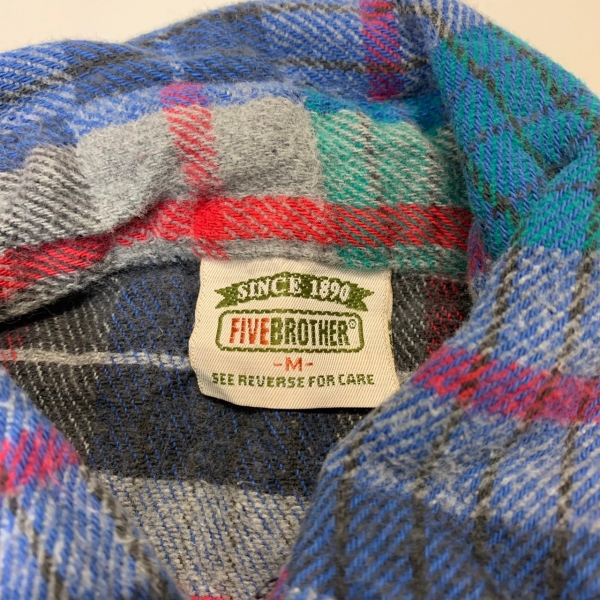 SINCE 1890
FIVEBROTHER®
-M-
SEE REVERSE FOR CARE